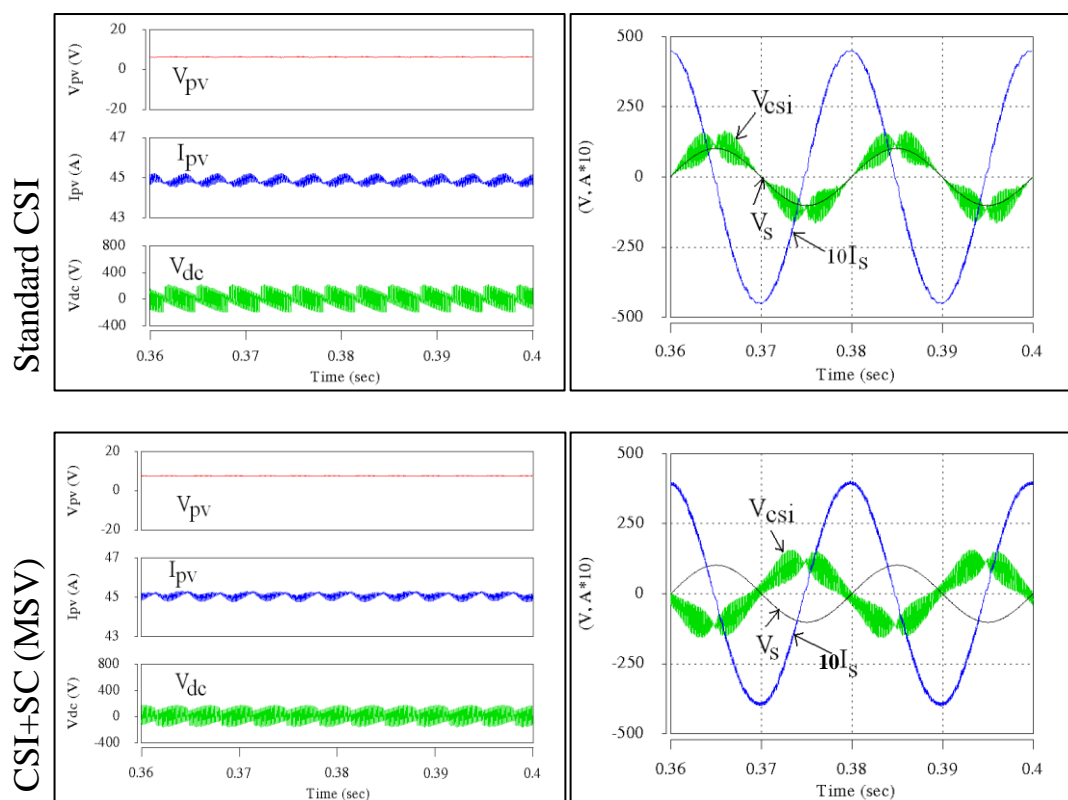 Standard CSI
Vpv (V)
20
0
-20
Vpv
Ipv (A)
47
45
43
Ipv
Vdc (V)
800
400
0
-400
Vdc
0.36 0.37 0.38 0.39 0.4
Time (sec)
(V, A*10)
500
250
0
-250
-500
Vcsi
Vs
10Is
0.36 0.37 0.38 0.39 0.4
Time (sec)
CSI+SC (MSV)
Vpv (V)
20
0
-20
Vpv
Ipv (A)
47
45
43
Ipv
Vdc (V)
800
400
0
-400
Vdc
0.36 0.37 0.38 0.39 0.4
Time (sec)
(V, A*10)
500
250
0
-250
-500
Vcsi
Vs
10Is
0.36 0.37 0.38 0.39 0.4
Time (sec)